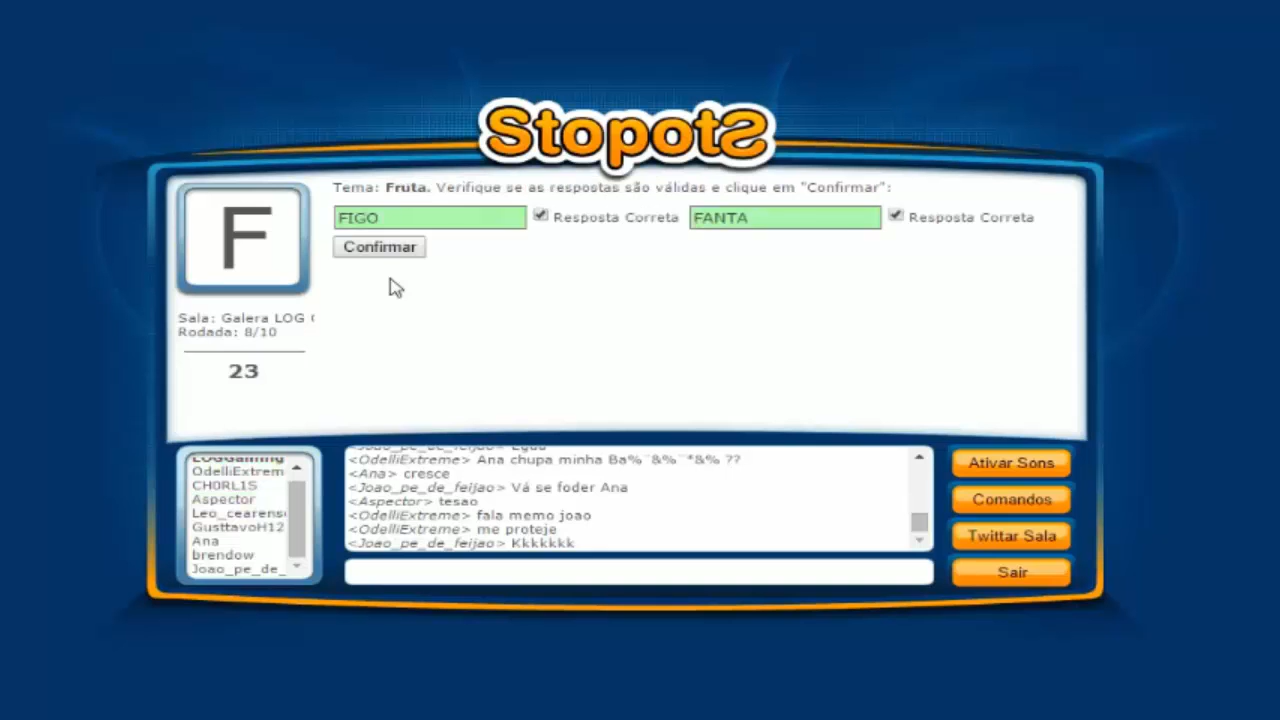 StopotS
Tema: Fruta. Verifique se as respostas são válidas e clique em "Confirmar":
FIGO Resposta Correta FANTA Resposta Correta
Confirmar
F
Sala: Galera LOG
Rodada: 8/10
23
LOGGaming
OdelliExtrem
CH0RL1S
Aspector
Leo_cearens
GusttavoH12
Ana
brendow
Joao_pe_de_
<Joao_pe_de_feijao>
<OdelliExtreme> Ana chupa minha Ba%¨&%¨*&% ??
<Ana> cresce
<Joao_pe_de_feijao> Vá se foder Ana
<Aspector> tesao
<OdelliExtreme> fala memo joao
<OdelliExtreme> me proteje
<Joao_pe_de_feijao> Kkkkkkk
Ativar Sons
Comandos
Twittar Sala
Sair